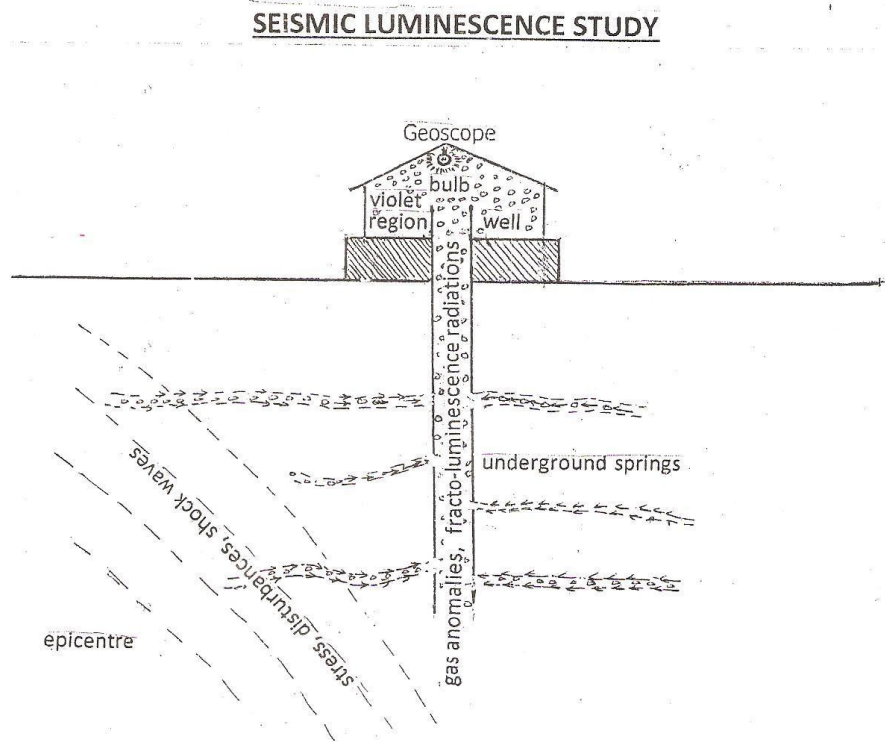 SEISMIC LUMINESCENCE STUDY
Geoscope
bulb
violet
region
well
gas anomalies, fracto-luminescence radiations
underground springs
stress, disturbances, shock waves
epicentre